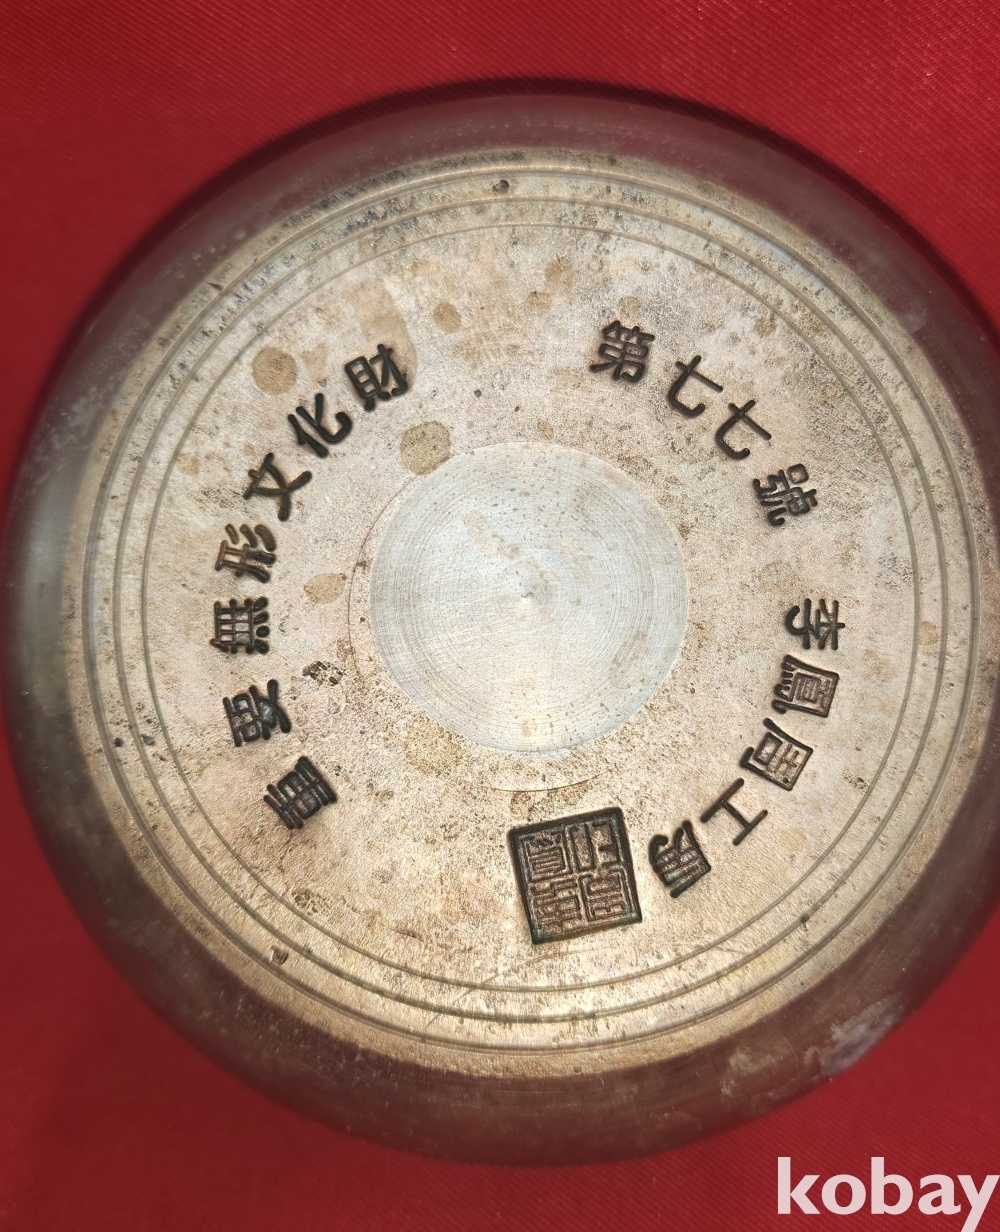 重要無形文化財
第七七號
李鳳周工房
kobay